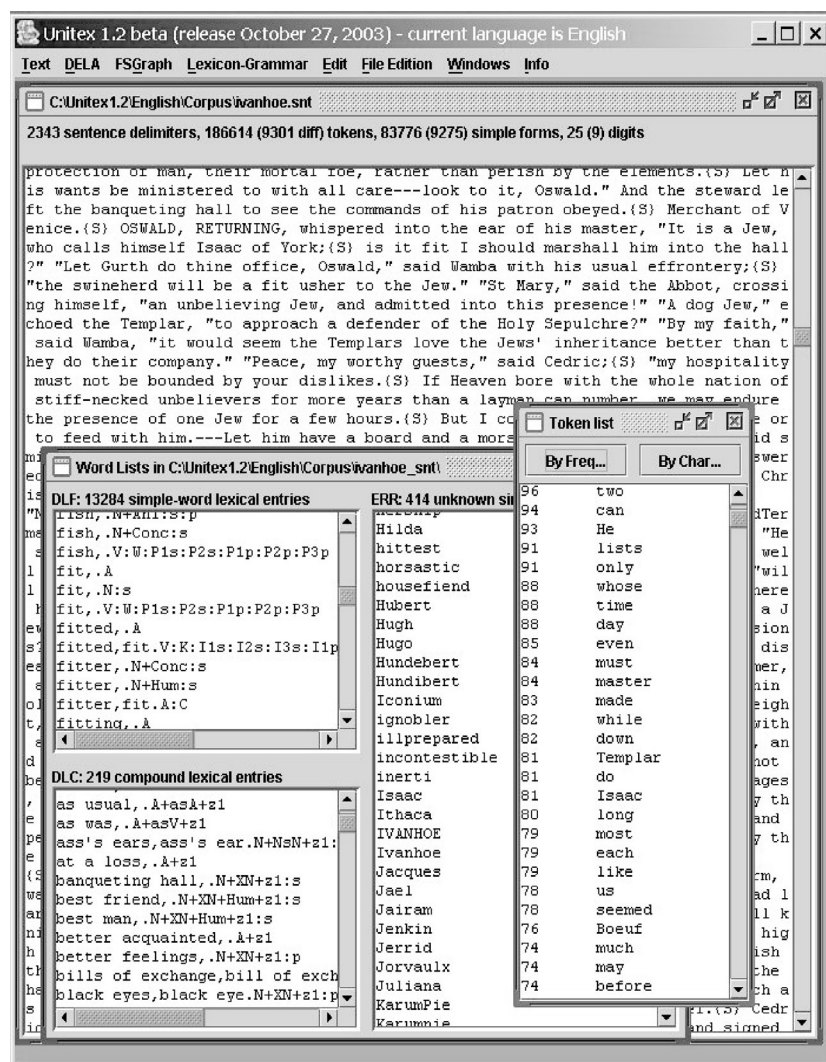 Unitex 1.2 beta (release October 27, 2003) - current language is English
Text DELA FSGraph Lexicon-Grammar Edit File Edition Windows Info
C:\Unitex1.2\English\Corpus\ivanhoe.snt
2343 sentence delimiters, 186614 (9301 diff) tokens, 83776 (9275) simple forms, 25 (9) digits
protection of man, their mortal foe, rather than perish by the elements.{S} Let h
is wants be ministered to with all care---look to it, Oswald." And the steward le
ft the banqueting hall to see the commands of his patron obeyed.{S} Merchant of V
enice.{S} OSWALD, RETURNING, whispered into the ear of his master, "It is a Jew,
who calls himself Isaac of York;{S} is it fit I should marshall him into the hall
?" "Let Gurth do thine office, Oswald," said Wamba with his usual effrontery;{S}
"the swineherd will be a fit usher to the Jew." "St Mary," said the Abbot, crossi
ng himself, "an unbelieving Jew, and admitted into this presence!" "A dog Jew," e
choed the Templar, "to approach a defender of the Holy Sepulchre?" "By my faith,"
said Wamba, "it would seem the Templars love the Jews' inheritance better than t
hey do their company." "Peace, my worthy guests," said Cedric;{S} "my hospitality
must not be bounded by your dislikes.{S} If Heaven bore with the whole nation of
stiff-necked unbelievers for more years than a layman can number, we may endure
the presence of one Jew for a few hours.{S} But I co
to feed with him.---Let him have a board and a mors
Word Lists in C:\Unitex1.2\English\Corpus\ivanhoe_snt\
DLF: 13284 simple-word lexical entries
fish,.N+Anl:s:p
fish,.N+Conc:s
fish,.V:W:P1s:P2s:P1p:P2p:P3p
fit,.A
fit,.N:s
fit,.V:W:P1s:P2s:P1p:P2p:P3p
fitted,.A
fitted,fit.V:K:I1s:I2s:I3s:I1p
fitter,.N+Conc:s
fitter,.N+Hum:s
fitter,fit.A:C
fitting,.A
DLC: 219 compound lexical entries
as usual,.A+asA+z1
as was,.A+asV+z1
ass's ears,ass's ear.N+NsN+z1:
at a loss,.A+z1
banqueting hall,.N+XN+z1:s
best friend,.N+XN+Hum+z1:s
best man,.N+XN+Hum+z1:s
better acquainted,.A+z1
better feelings,.N+XN+z1:p
bills of exchange,bill of exch
black eyes,black eye.N+XN+z1:p
ERR: 414 unknown si
Hilda
hittest
horsastic
housefiend
Hubert
Hugh
Hugo
Hundebert
Hundibert
Iconium
ignobler
illprepared
incontestible
inerti
Isaac
Ithaca
IVANHOE
Ivanhoe
Jacques
Jael
Jairam
Jenkin
Jerrid
Jorvaulx
Juliana
KarumPie
Karumpie
Token list
By Freq... By Char...
96 two
94 can
93 He
91 lists
91 only
88 whose
88 time
88 day
85 even
84 must
84 master
83 made
82 while
82 down
81 Templar
81 do
81 Isaac
80 long
79 most
79 each
79 like
78 us
78 seemed
76 Boeuf
74 much
74 may
74 before